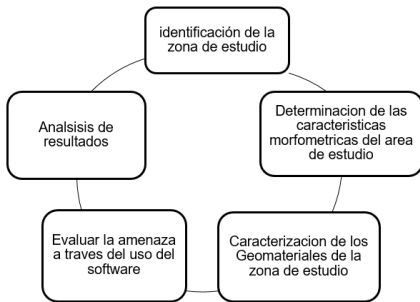 identificación de la
zona de estudio
Determinacion de las
caracteristicas
morfometricas del area
de estudio
Caracterizacion de los
Geomateriales de la
zona de estudio
Evaluar la amenaza
a traves del uso del
software
Analsisis de
resultados